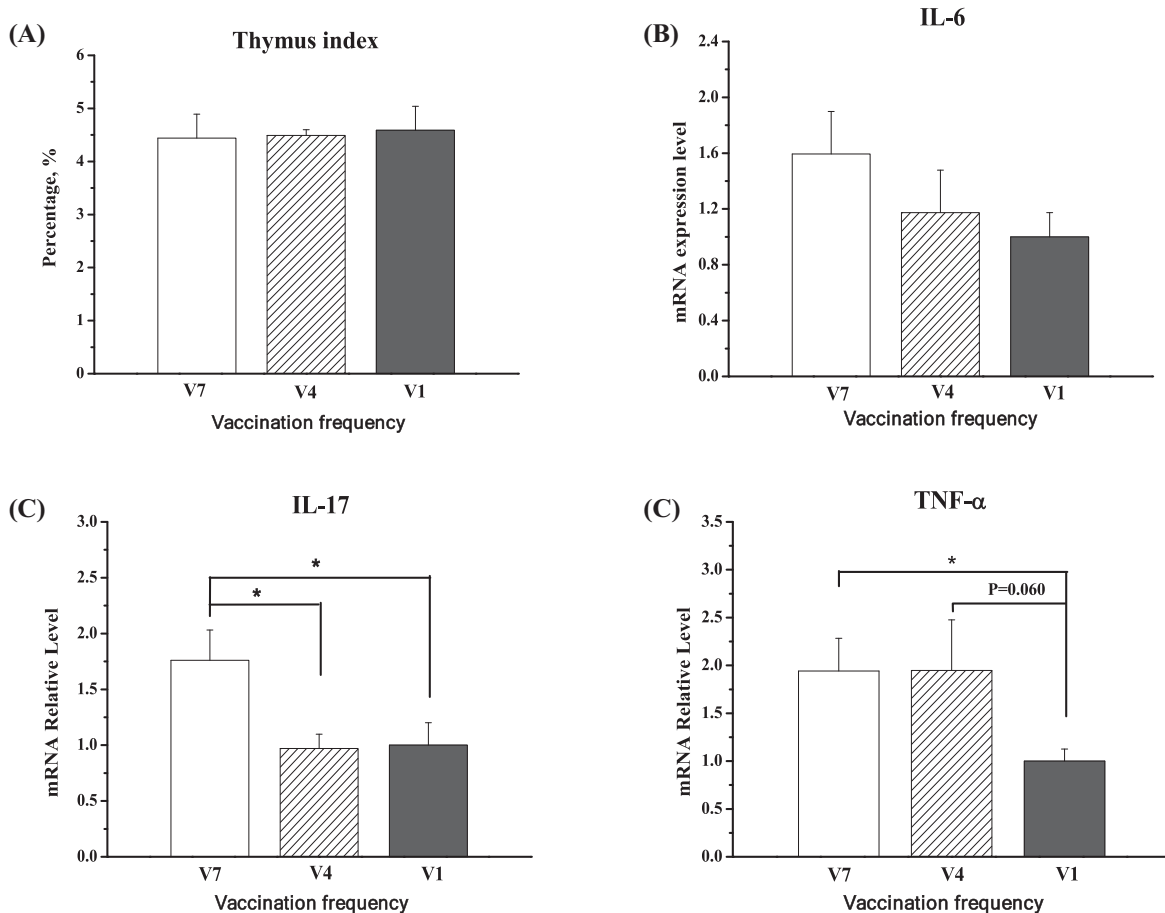 (A)
Thymus index
Percentage, %
6
5
4
3
2
1
0
V7 V4 V1
Vaccination frequency
(B)
IL-6
mRNA expression level
2.4
2.0
1.6
1.2
0.8
0.4
0.0
V7 V4 V1
Vaccination frequency
(C)
IL-17
mRNA Relative Level
3.0
2.5
2.0
1.5
1.0
0.5
0.0
*
*
V7 V4 V1
Vaccination frequency
(C)
TNF-α
mRNA Relative Level
3.5
3.0
2.5
2.0
1.5
1.0
0.5
0.0
*
P=0.060
V7 V4 V1
Vaccination frequency